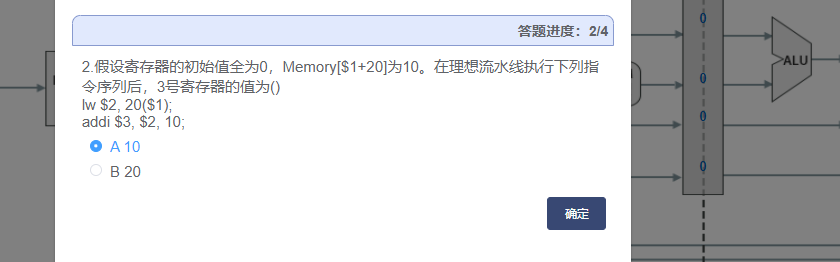 答题进度：2/4
2.假设寄存器的初始值全为0，Memory[$1+20]为10。在理想流水线执行下列指
令序列后，3号寄存器的值为()
lw $2, 20($1);
addi $3, $2, 10;
A 10
B 20
确定
0
ALU
0
0
0